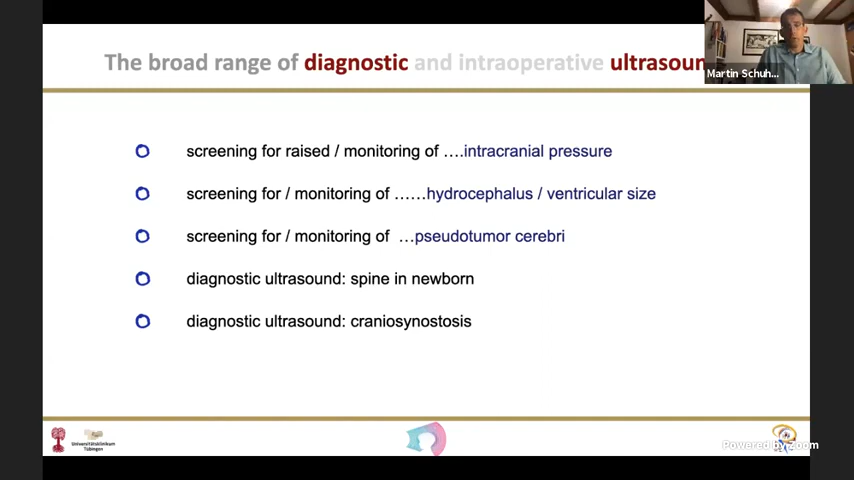 The broad range of diagnostic and intraoperative ultrasoun
Martin Schuh...
screening for raised / monitoring of ....intracranial pressure
screening for / monitoring of ......hydrocephalus / ventricular size
screening for / monitoring of ...pseudotumor cerebri
diagnostic ultrasound: spine in newborn
diagnostic ultrasound: craniosynostosis
Universitätsklinikum
Tübingen
Powered by Zoom